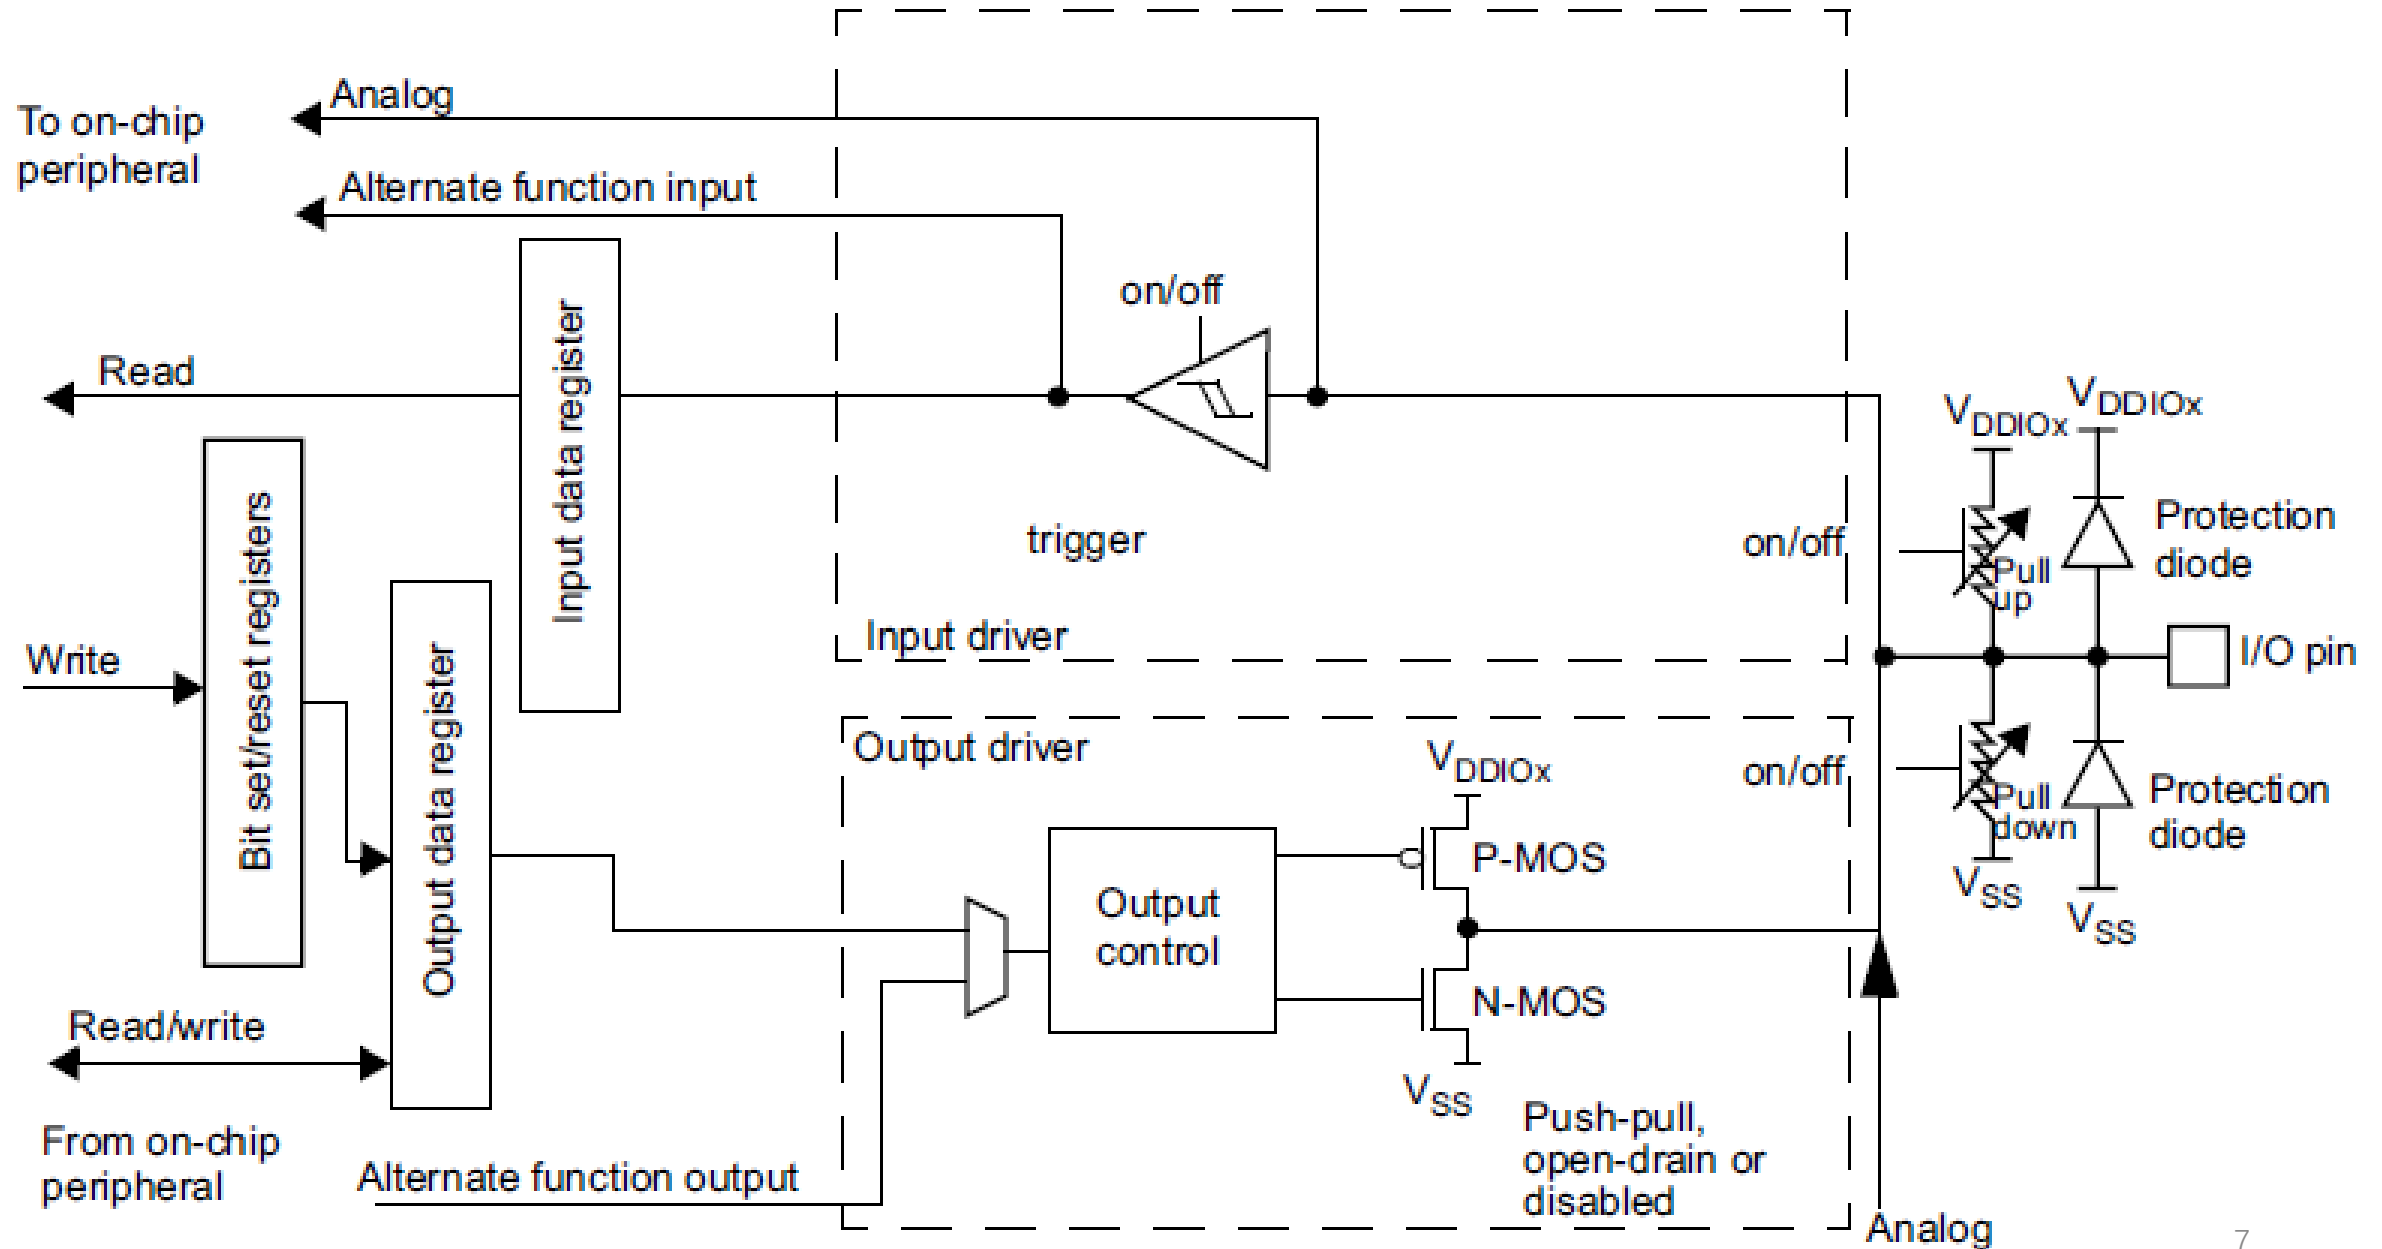 Analog
To on-chip
peripheral
Alternate function input
on/off
Read
Input data register
VDDIOx
VDDIOx
Bit set/reset registers
trigger
on/off
Pull
up
Protection
diode
Input driver
Write
I/O pin
Output data register
Output driver
VDDIOx
on/off
Pull
down
Protection
diode
P-MOS
VSS
VSS
Output
control
N-MOS
Read/write
VSS
From on-chip
peripheral
Alternate function output
Push-pull,
open-drain or
disabled
Analog
7